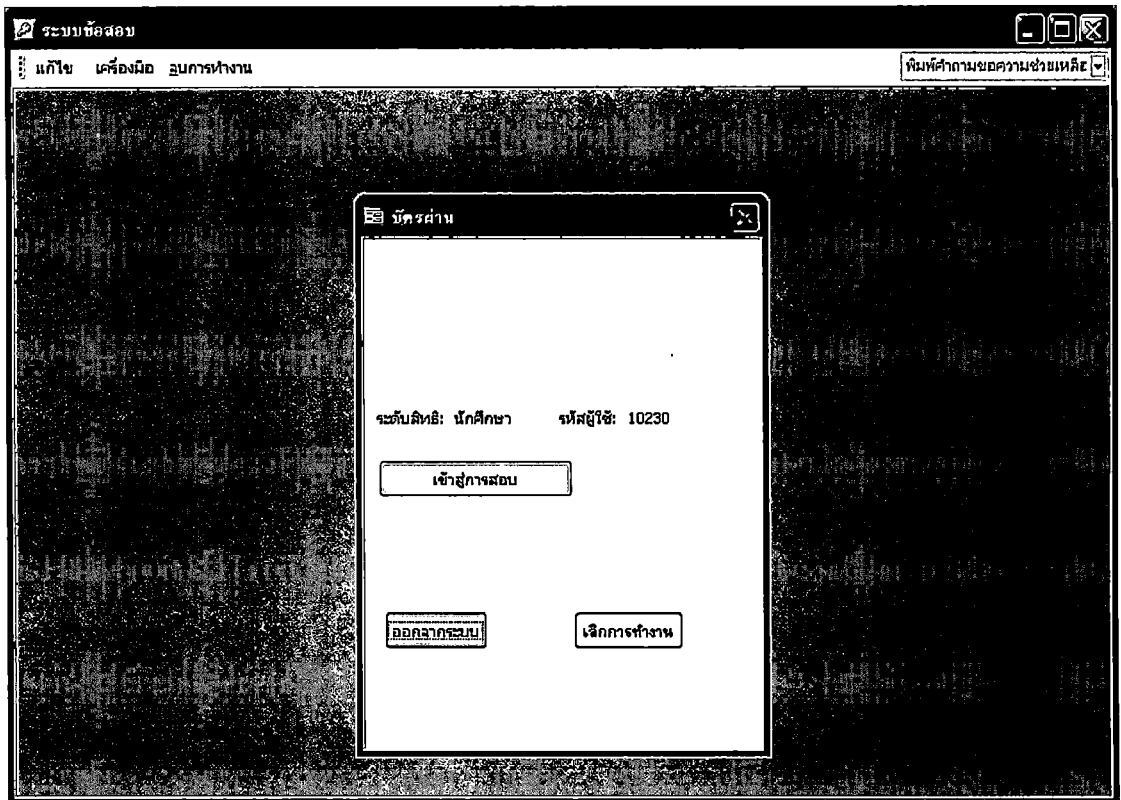 ระบบข้อสอบ
แก้ไข เครื่องมือ จบการทำงาน พิมพ์คำถามขอความช่วยเหลือ
บัตรผ่าน
ระดับสิทธิ: นักศึกษา รหัสผู้ใช้: 10230
เข้าสู่การสอบ
ออกจากระบบ เลิกการทำงาน